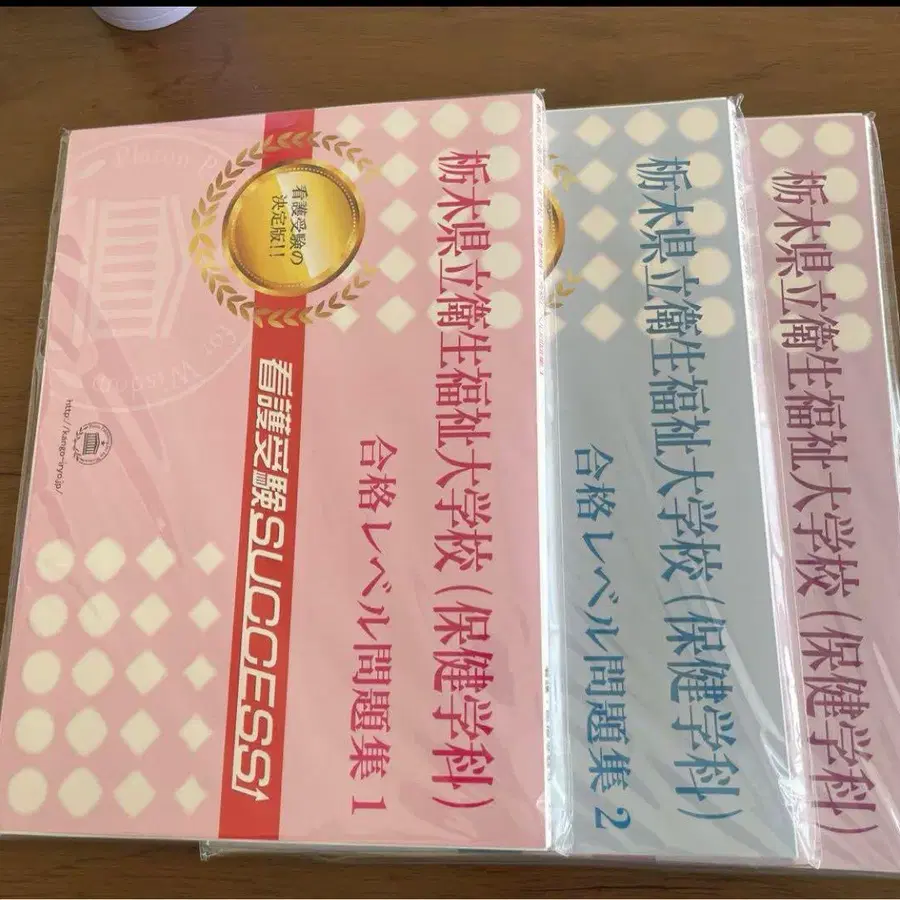 栃木県立衛生福祉大学校(保健学科)
合格レベル問題集 1
看護受験の
決定版!!
看護受験SUCCESS
http://kango-iryo.jp/
栃木県立衛生福祉大学校(保健学科)
合格レベル問題集 2
栃木県立衛生福祉大学校(保健学科)